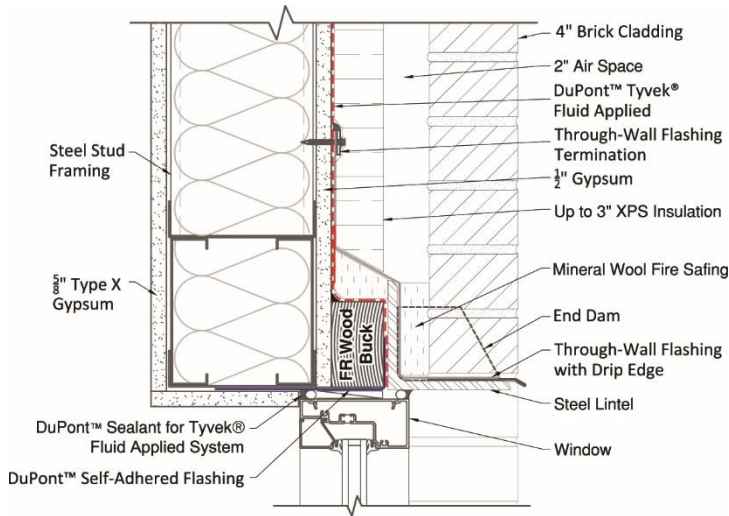 4" Brick Cladding
2" Air Space
DuPont™ Tyvek®
Fluid Applied
Through-Wall Flashing
Termination
½" Gypsum
Up to 3" XPS Insulation
Mineral Wool Fire Safing
End Dam
Through-Wall Flashing
with Drip Edge
Steel Lintel
Window
Steel Stud
Framing
⅝" Type X
Gypsum
FR Wood
Buck
DuPont™ Sealant for Tyvek®
Fluid Applied System
DuPont™ Self-Adhered Flashing